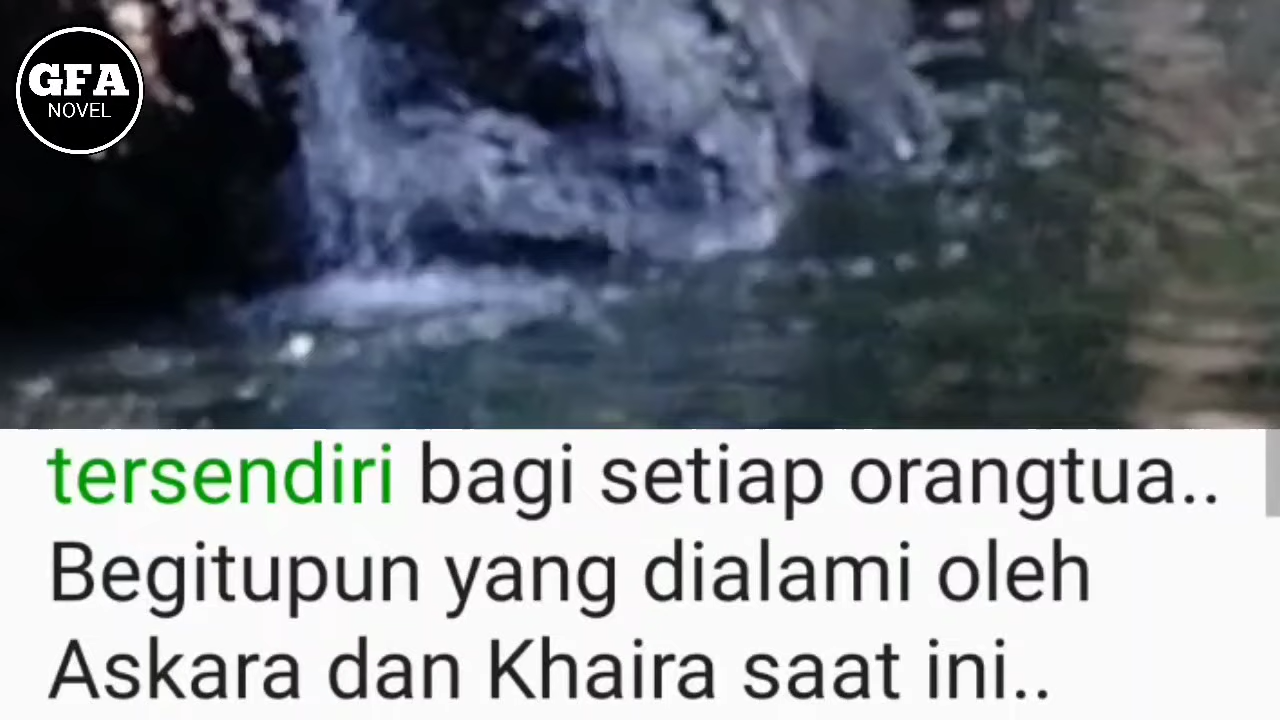 GFA
NOVEL
tersendiri bagi setiap orangtua..
Begitupun yang dialami oleh
Askara dan Khaira saat ini..